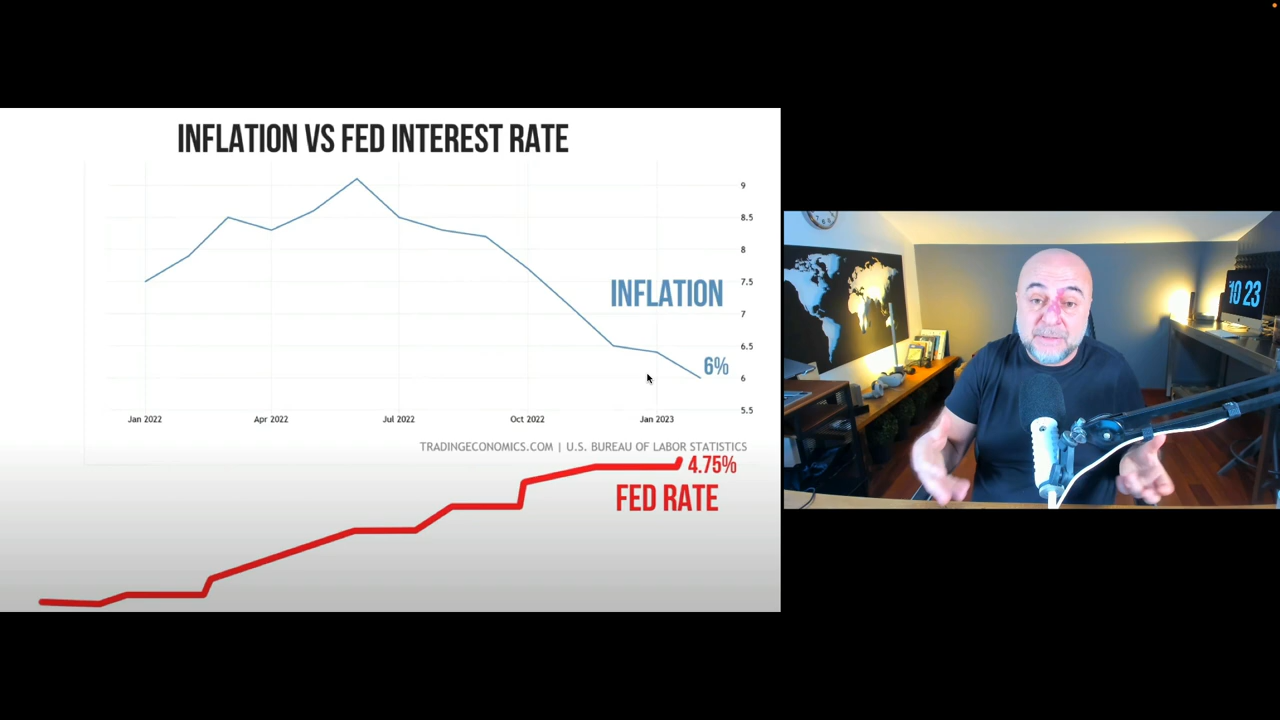 INFLATION VS FED INTEREST RATE
9
8.5
8
7.5
INFLATION
7
6.5
6%
6
5.5
Jan 2022
Apr 2022
Jul 2022
Oct 2022
Jan 2023
TRADINGECONOMICS.COM | U.S. BUREAU OF LABOR STATISTICS
4.75%
FED RATE
10 23